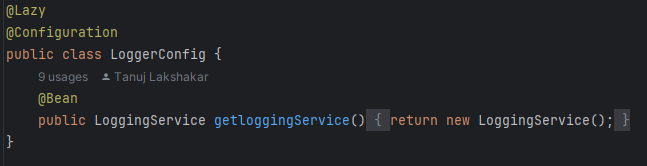 @Lazy
@Configuration
public class LoggerConfig {
9 usages Tanuj Lakshakar
@Bean
public LoggingService getloggingService() { return new LoggingService(); }
}